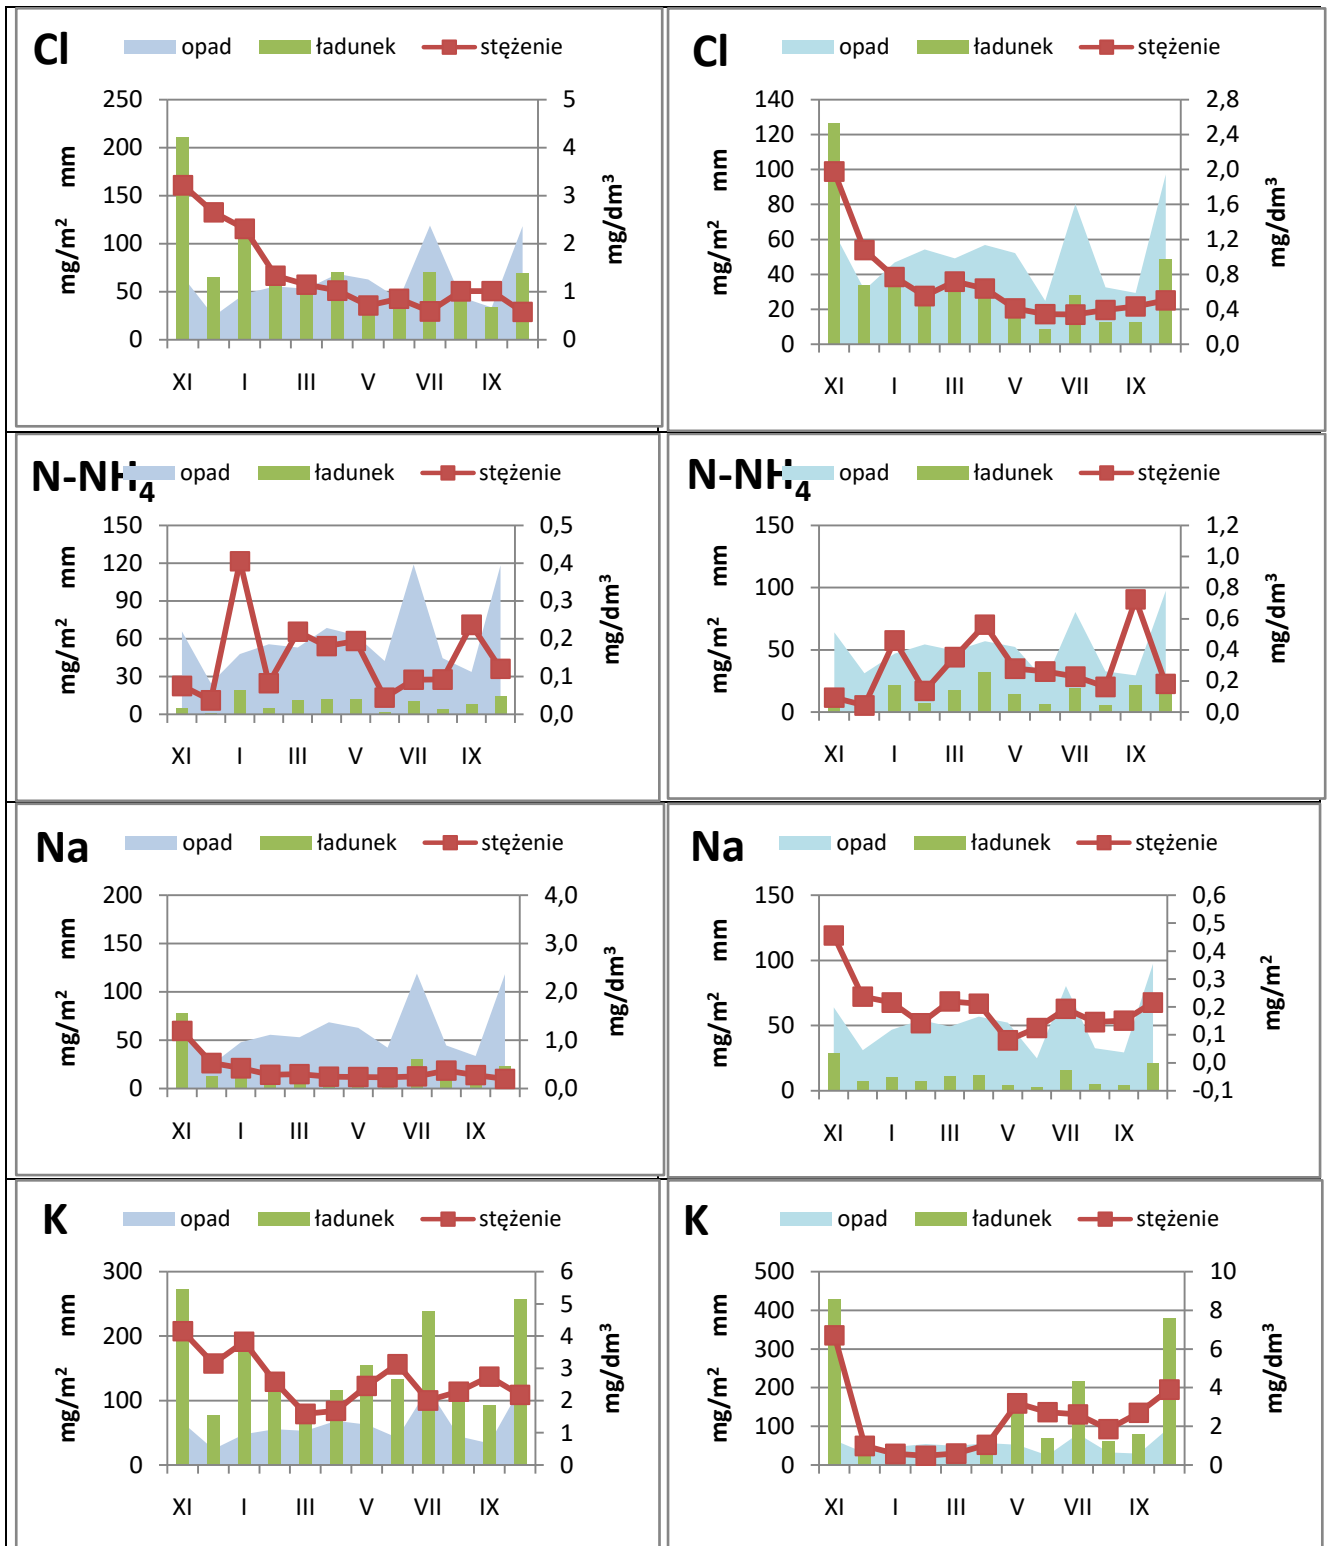 Cl opad ładunek stężenie
250 5
200 4
150 3
100 2
50 1
0 0
mg/m² mm
mg/dm³
XI I III V VII IX
Cl opad ładunek stężenie
140 2,8
120 2,4
100 2,0
80 1,6
60 1,2
40 0,8
20 0,4
0 0,0
mg/m² mm
mg/dm³
XI I III V VII IX
N-NH₄ opad ładunek stężenie
150 0,5
120 0,4
90 0,3
60 0,2
30 0,1
0 0,0
mg/m² mm
mg/dm³
XI I III V VII IX
N-NH₄ opad ładunek stężenie
150 1,2
1,0
100 0,8
0,6
50 0,4
0,2
0 0,0
mg/m² mm
mg/dm³
XI I III V VII IX
Na opad ładunek stężenie
200 4,0
150 3,0
100 2,0
50 1,0
0 0,0
mg/m² mm
mg/dm³
XI I III V VII IX
Na opad ładunek stężenie
150 0,6
0,5
0,4
100 0,3
0,2
50 0,1
0,0
0 -0,1
mg/m² mm
mg/m²
XI I III V VII IX
K opad ładunek stężenie
300 6
5
200 4
3
100 2
1
0 0
mg/m² mm
mg/dm³
XI I III V VII IX
K opad ładunek stężenie
500 10
400 8
300 6
200 4
100 2
0 0
mg/m² mm
mg/dm³
XI I III V VII IX